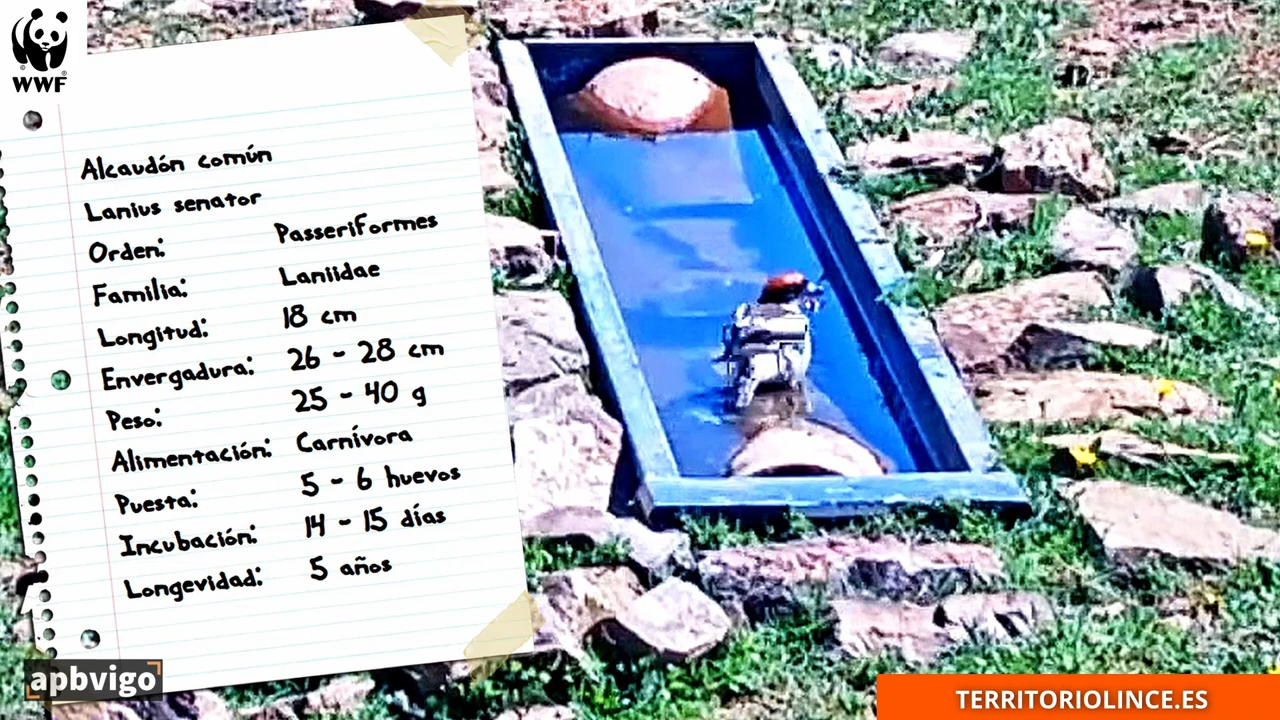 WWF
Alcaudón común
Lanius senator
Orden: Passeriformes
Familia: Laniidae
Longitud: 18 cm
Envergadura: 26 - 28 cm
Peso: 25 - 40 g
Alimentación: Carnívora
Puesta: 5 - 6 huevos
Incubación: 14 - 15 días
Longevidad: 5 años
apbvigo
TERRITORIOLINCE.ES